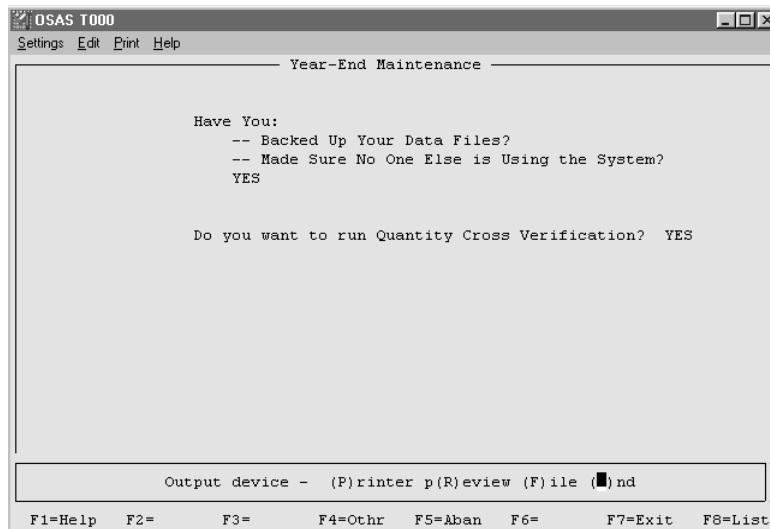 OSAS T000
Settings Edit Print Help
Year-End Maintenance
Have You:
-- Backed Up Your Data Files?
-- Made Sure No One Else is Using the System?
YES
Do you want to run Quantity Cross Verification? YES
Output device - (P)rinter p(R)eview (F)ile ( )nd
F1=Help F2= F3= F4=Othr F5=Aban F6= F7=Exit F8=List